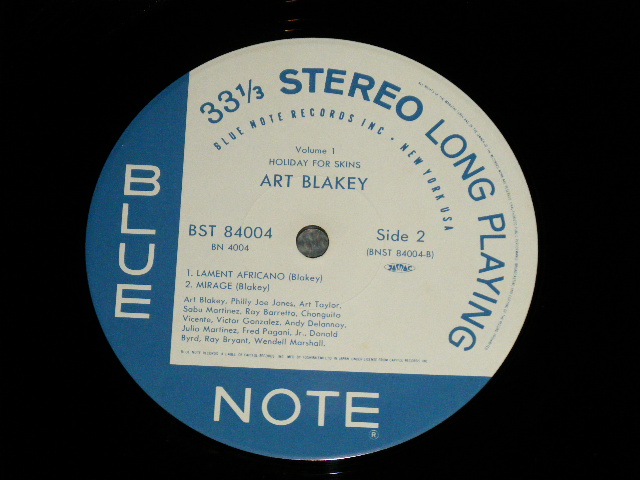 33⅓ STEREO LONG PLAYING
BLUE NOTE RECORDS INC • NEW YORK USA
Volume 1
HOLIDAY FOR SKINS
ART BLAKEY
BST 84004
BN 4004
Side 2
(BNST 84004-B)
1. LAMENT AFRICANO (Blakey)
2. MIRAGE (Blakey)
Art Blakey, Philly Joe Jones, Art Taylor,
Sabu Martinez, Ray Barretto, Chonguito
Vicente, Victor Gonzalez, Andy Delannoy,
Julio Martinez, Fred Pagani, Jr., Donald
Byrd, Ray Bryant, Wendell Marshall.
BLUE
NOTE
®